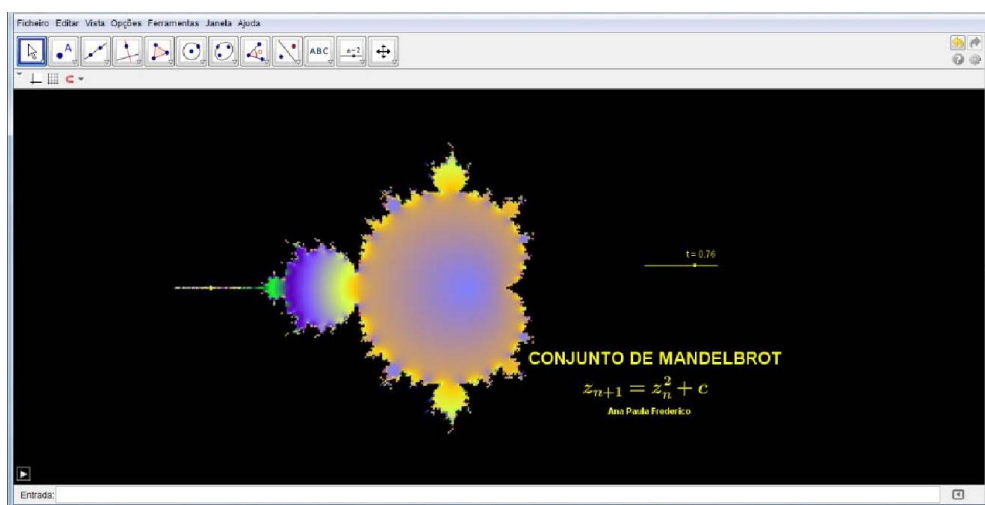 Ficheiro Editar Vista Opções Ferramentas Janela Ajuda
A
ABC
a=2
t = 0.76
CONJUNTO DE MANDELBROT
z_{n+1} = z_n^2 + c
Ana Paula Frederico
Entrada: